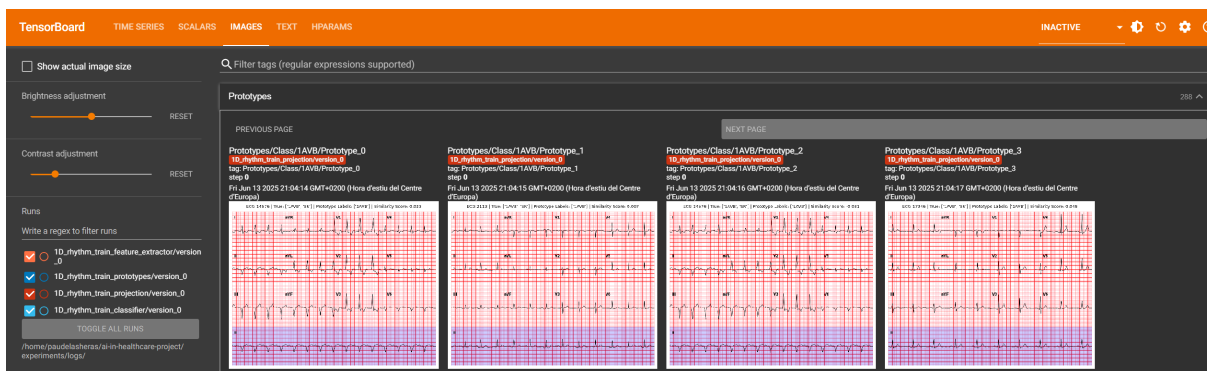 TensorBoard
TIME SERIES SCALARS IMAGES TEXT HPARAMS
INACTIVE
Show actual image size
Filter tags (regular expressions supported)
Brightness adjustment
RESET
Contrast adjustment
RESET
Runs
Write a regex to filter runs
1D_rhythm_train_feature_extractor/version
_0
1D_rhythm_train_prototypes/version_0
1D_rhythm_train_projection/version_0
1D_rhythm_train_classifier/version_0
TOGGLE ALL RUNS
/home/paudelasheras/ai-in-healthcare-project/
experiments/logs/
Prototypes
288
PREVIOUS PAGE
NEXT PAGE
Prototypes/Class/1AVB/Prototype_0
1D_rhythm_train_projection/version_0
tag: Prototypes/Class/1AVB/Prototype_0
step 0
Fri Jun 13 2025 21:04:14 GMT+0200 (Hora d'estiu del Centre
d'Europa)
Prototypes/Class/1AVB/Prototype_1
1D_rhythm_train_projection/version_0
tag: Prototypes/Class/1AVB/Prototype_1
step 0
Fri Jun 13 2025 21:04:15 GMT+0200 (Hora d'estiu del Centre
d'Europa)
Prototypes/Class/1AVB/Prototype_2
1D_rhythm_train_projection/version_0
tag: Prototypes/Class/1AVB/Prototype_2
step 0
Fri Jun 13 2025 21:04:16 GMT+0200 (Hora d'estiu del Centre
d'Europa)
Prototypes/Class/1AVB/Prototype_3
1D_rhythm_train_projection/version_0
tag: Prototypes/Class/1AVB/Prototype_3
step 0
Fri Jun 13 2025 21:04:17 GMT+0200 (Hora d'estiu del Centre
d'Europa)